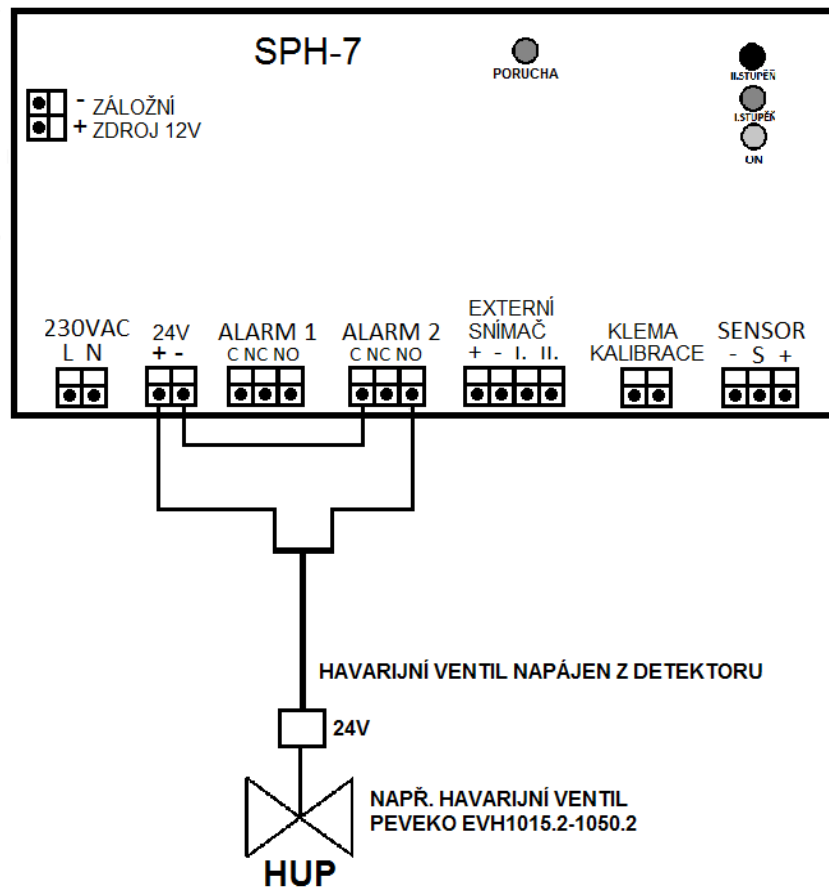 SPH-7
PORUCHA
II.STUPĚŇ
I.STUPĚŇ
ON
- ZÁLOŽNÍ
+ ZDROJ 12V
230VAC
L N
24V
+ -
ALARM 1
C NC NO
ALARM 2
C NC NO
EXTERNÍ
SNÍMAČ
+ - I. II.
KLEMA
KALIBRACE
SENSOR
- S +
HAVARIJNÍ VENTIL NAPÁJEN Z DETEKTORU
24V
NAPŘ. HAVARIJNÍ VENTIL
PEVEKO EVH1015.2-1050.2
HUP